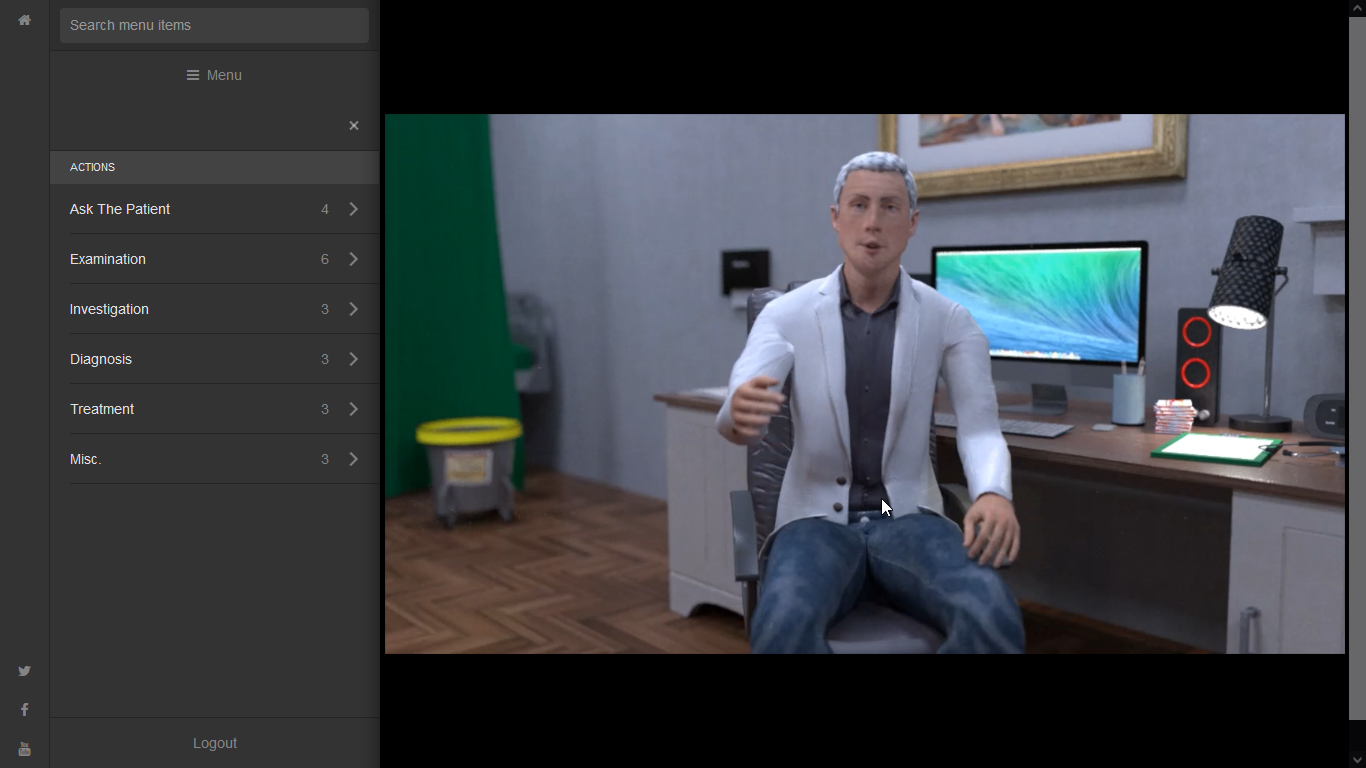 Search menu items
Menu
ACTIONS
Ask The Patient 4
Examination 6
Investigation 3
Diagnosis 3
Treatment 3
Misc. 3
Logout